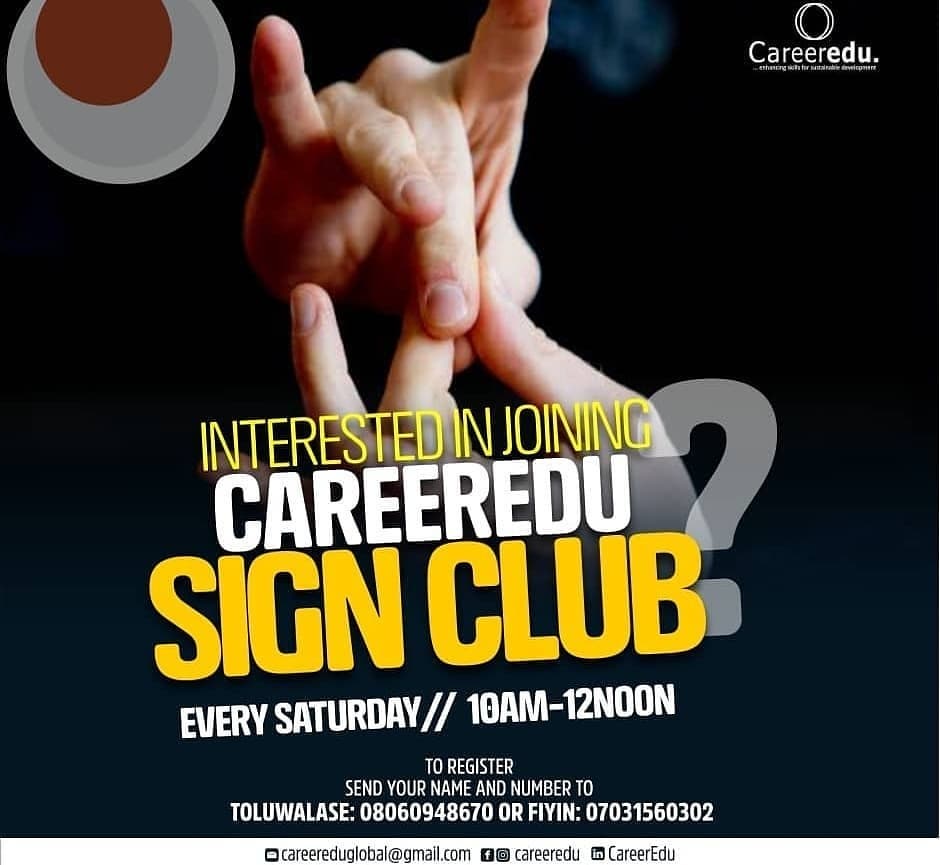 Careeredu.
... enhancing skills for sustainable development
INTERESTED IN JOINING
CAREEREDU
SIGN CLUB?
EVERY SATURDAY// 10AM-12NOON
TO REGISTER
SEND YOUR NAME AND NUMBER TO
TOLUWALASE: 08060948670 OR FIYIN: 07031560302
careereduglobal@gmail.com careeredu CareerEdu